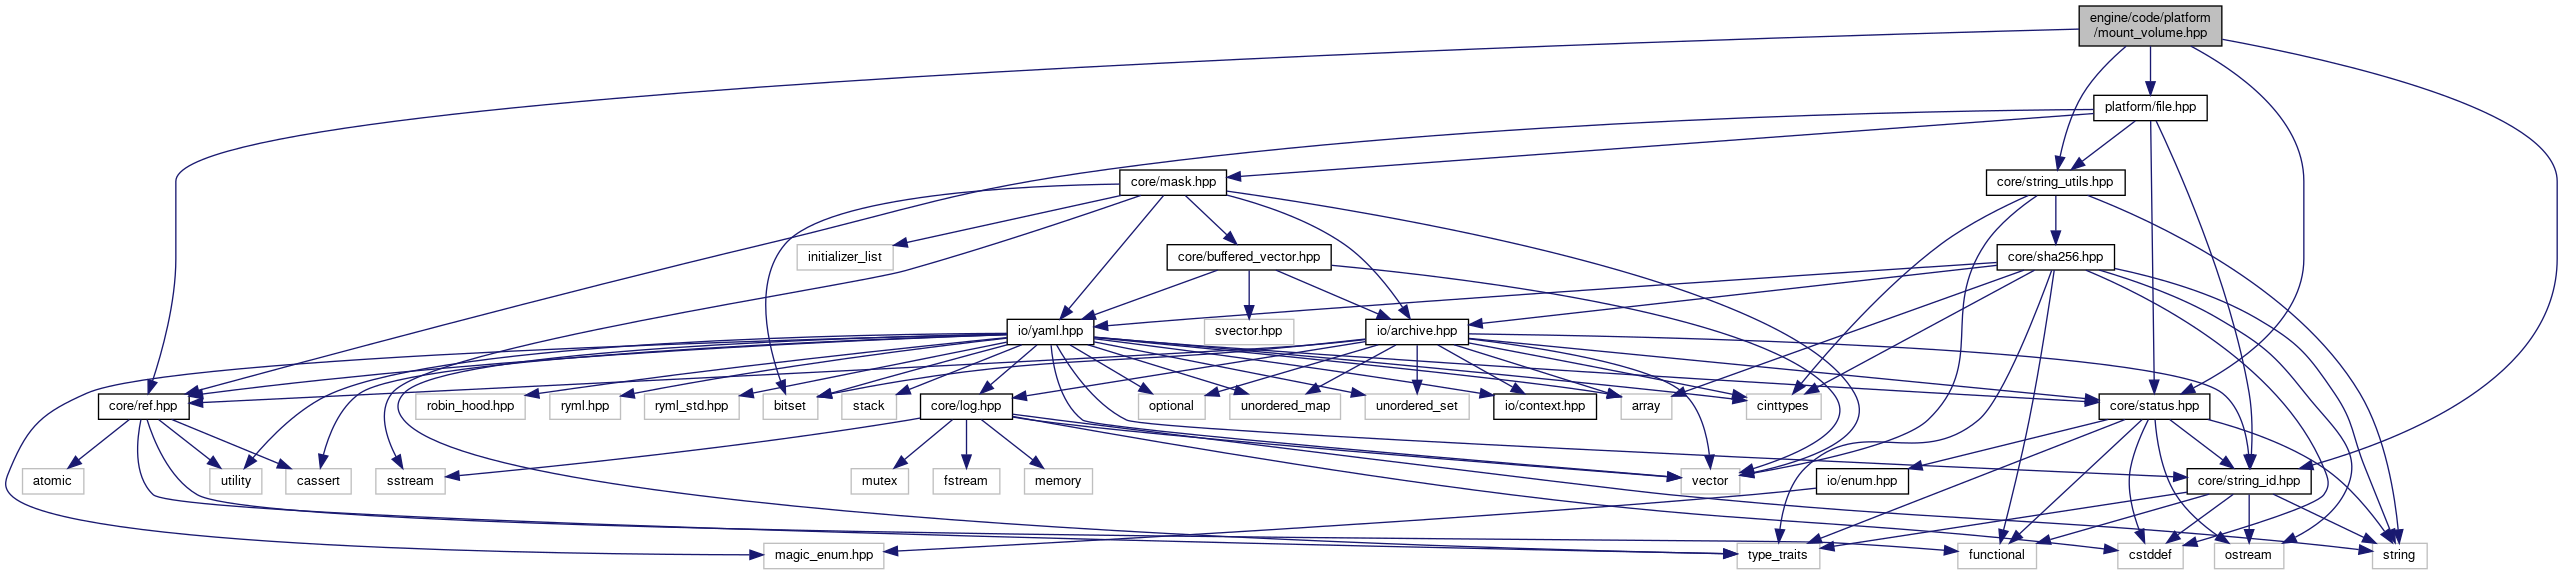 engine/code/platform
/mount_volume.hpp
platform/file.hpp
core/mask.hpp
core/string_utils.hpp
initializer_list
core/buffered_vector.hpp
core/sha256.hpp
io/yaml.hpp
svector.hpp
io/archive.hpp
core/ref.hpp
robin_hood.hpp
ryml.hpp
ryml_std.hpp
bitset
stack
core/log.hpp
optional
unordered_map
unordered_set
io/context.hpp
array
cinttypes
core/status.hpp
atomic
utility
cassert
sstream
mutex
fstream
memory
vector
io/enum.hpp
core/string_id.hpp
magic_enum.hpp
type_traits
functional
cstddef
ostream
string